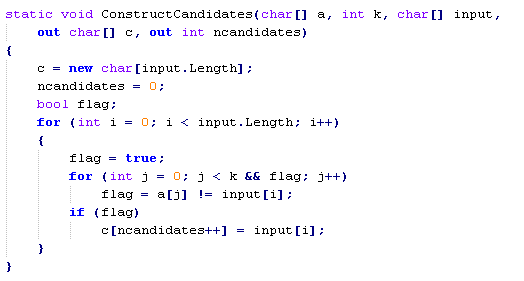 static void ConstructCandidates(char[] a, int k, char[] input,
    out char[] c, out int ncandidates)
{
    c = new char[input.Length];
    ncandidates = 0;
    bool flag;
    for (int i = 0; i < input.Length; i++)
    {
        flag = true;
        for (int j = 0; j < k && flag; j++)
            flag = a[j] != input[i];
        if (flag)
            c[ncandidates++] = input[i];
    }
}